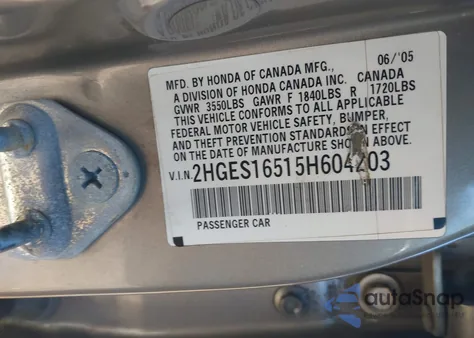 MFD. BY HONDA OF CANADA MFG., 06/'05
A DIVISION OF HONDA CANADA INC. CANADA
GVWR 3550LBS GAWR F 1840LBS R 1720LBS
THIS VEHICLE CONFORMS TO ALL APPLICABLE
FEDERAL MOTOR VEHICLE SAFETY, BUMPER,
AND THEFT PREVENTION STANDARDS IN EFFECT
ON THE DATE OF MANUFACTURE SHOWN ABOVE.
V.I.N.
PASSENGER CAR
autoSnap